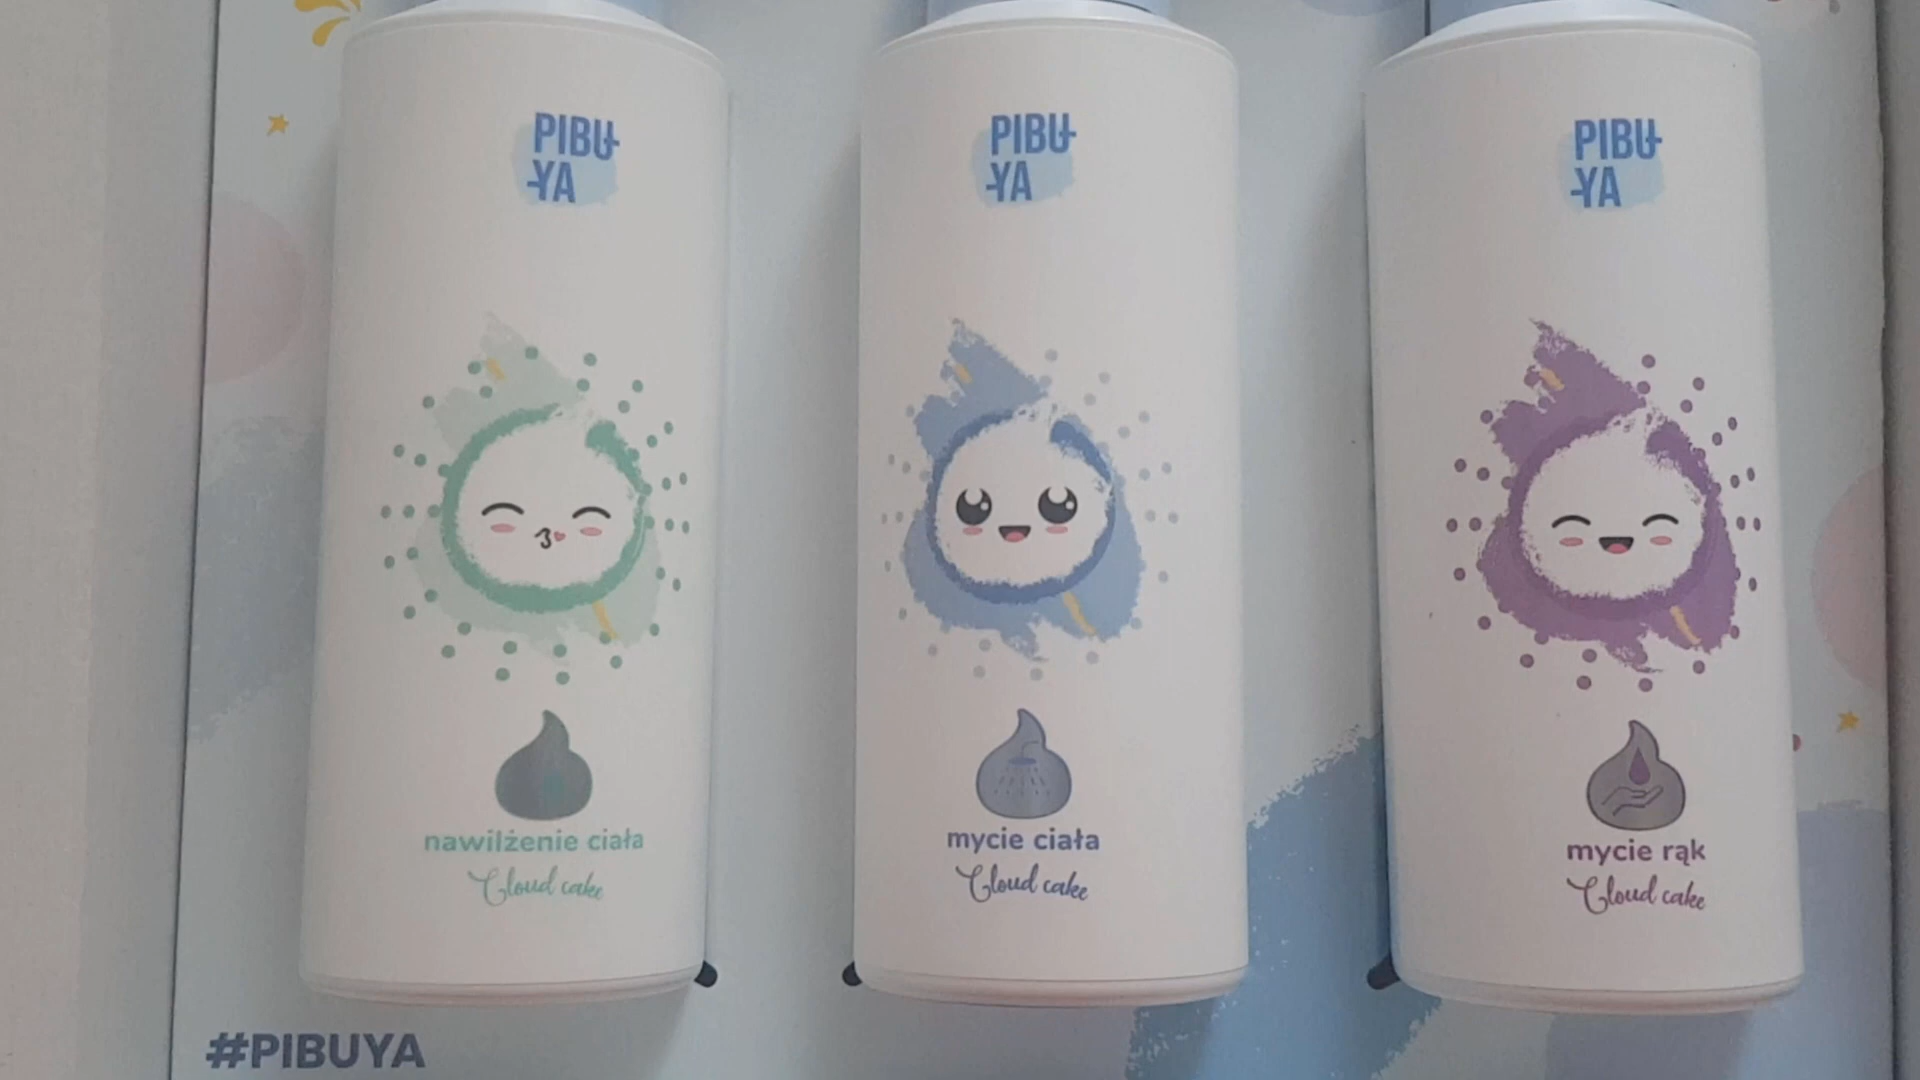 PIBU
YA
nawilżenie ciała
Cloud cake
PIBU
YA
mycie ciała
Cloud cake
PIBU
YA
mycie rąk
Cloud cake
#PIBUYA